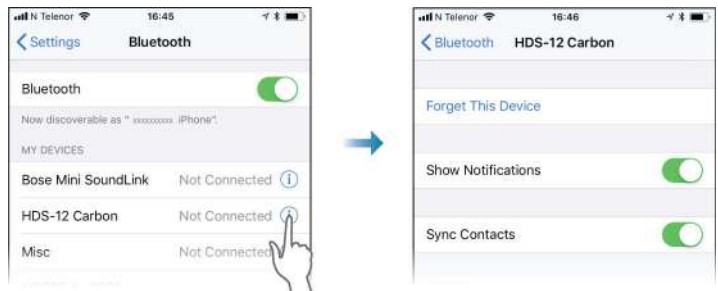 N Telenor 16:45
Settings Bluetooth
Bluetooth
Now discoverable as " xxxxxxxxx iPhone".
MY DEVICES
Bose Mini SoundLink Not Connected i
HDS-12 Carbon Not Connected i
Misc Not Connected
N Telenor 16:46
Bluetooth HDS-12 Carbon
Forget This Device
Show Notifications
Sync Contacts